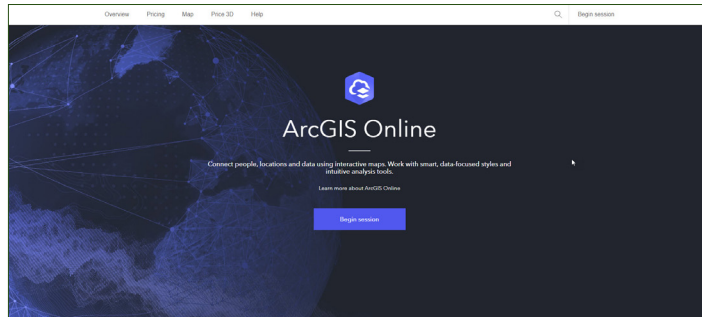 Overview Pricing Map Price 3D Help Begin session
ArcGIS Online
Connect people, locations and data using interactive maps. Work with smart, data-focused styles and
intuitive analysis tools.
Learn more about ArcGIS Online
Begin session